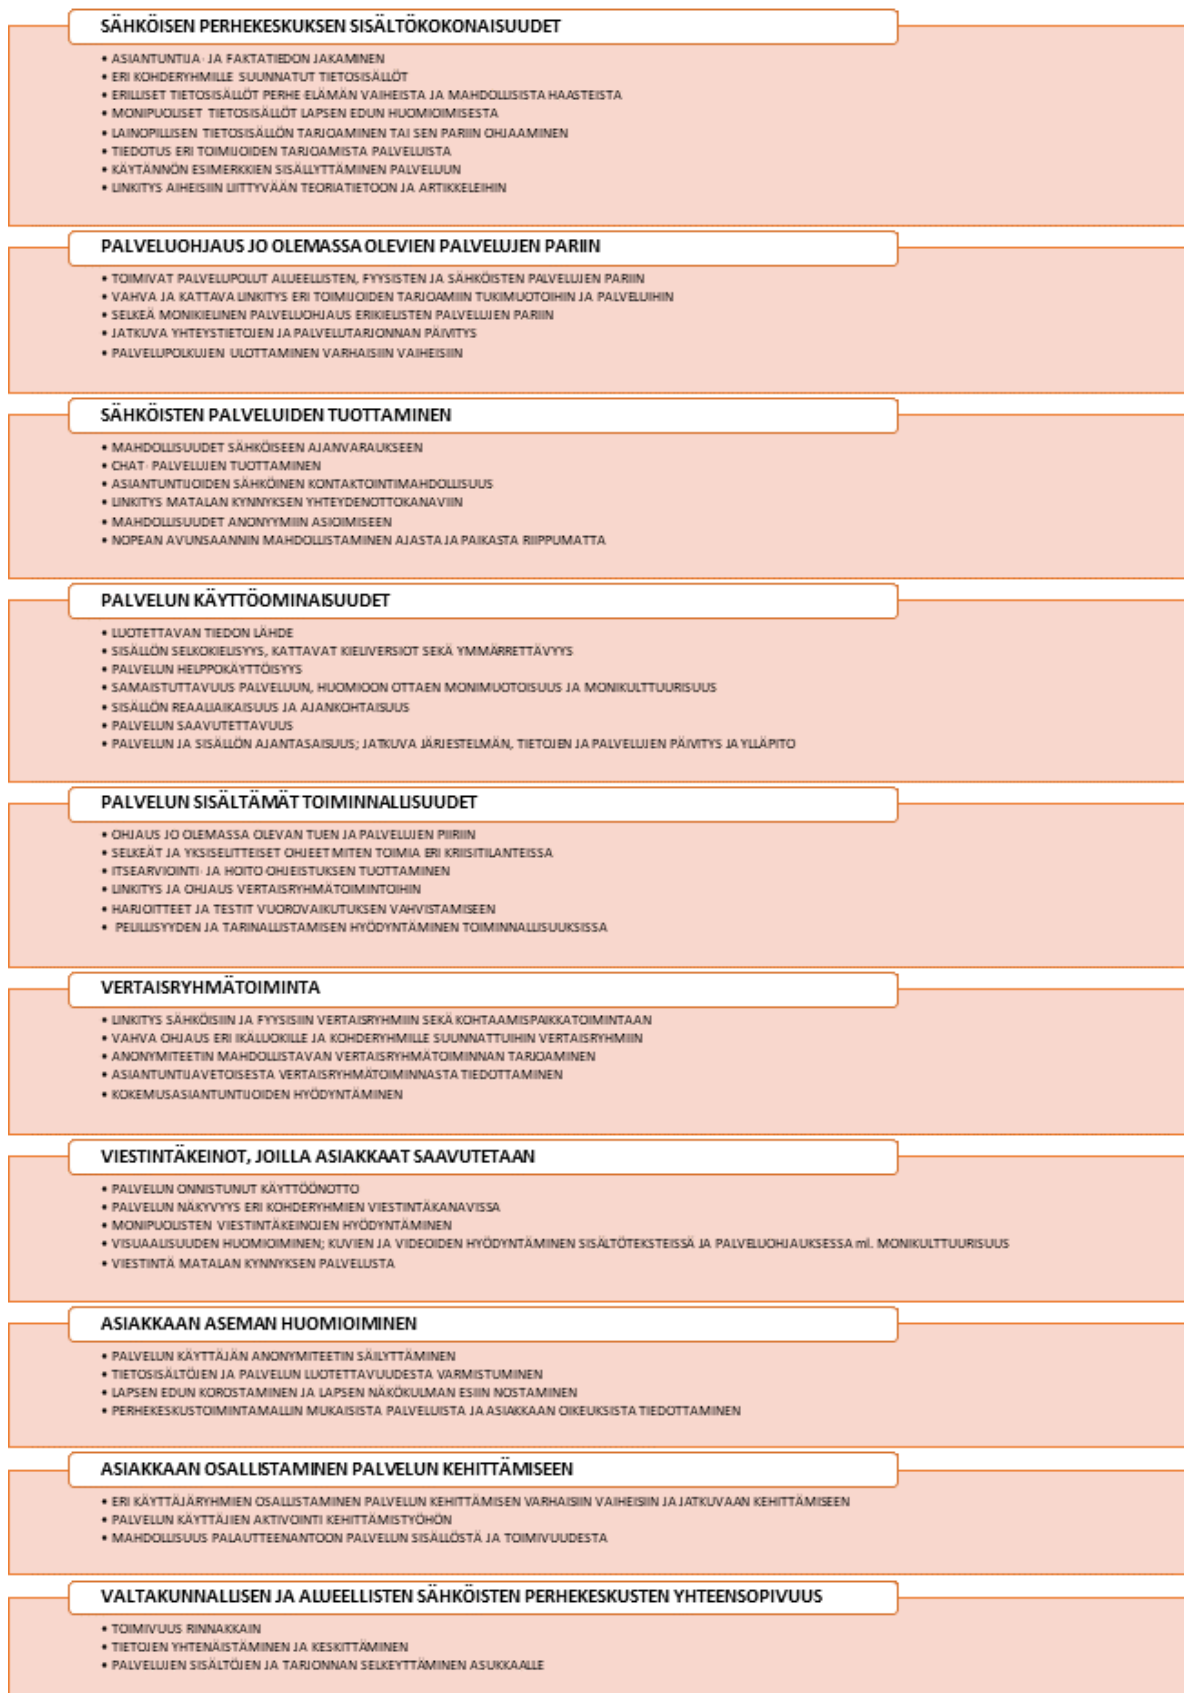 SÄHKÖISEN PERHEKESKUKSEN SISÄLTÖKOKONAISUUDET
• ASIANTUNTIJA- JA FAKTATIEDON JAKAMINEN
• ERI KOHDERYHMILLE SUUNNATUT TIETOSISÄLLÖT
• ERILLISET TIETOSISÄLLÖT PERHE-ELÄMÄN VAIHEISTA JA MAHDOLLISISTA HAASTEISTA
• MONIPUOLISET TIETOSISÄLLÖT LAPSEN EDUN HUOMIOIMISESTA
• LAINOPILLISEN TIETOSISÄLLÖN TARJOAMINEN TAI SEN PARIIN OHJAAMINEN
• TIEDOTUS ERI TOIMIJOIDEN TARJOAMISTA PALVELUISTA
• KÄYTÄNNÖN ESIMERKKIEN SISÄLLYTTÄMINEN PALVELUUN
• LINKITYS AIHEISIIN LIITTYVÄÄN TEORIATIETOON JA ARTIKKELEIHIN
PALVELUOHJAUS JO OLEMASSA OLEVIEN PALVELUJEN PARIIN
• TOIMIVAT PALVELUPOLUT ALUEELLISTEN, FYYSISTEN JA SÄHKÖISTEN PALVELUJEN PARIIN
• VAHVA JA KATTAVA LINKITYS ERI TOIMIJOIDEN TARJOAMIIN TUKIMUOTOIHIN JA PALVELUIHIN
• SELKEÄ MONIKIELINEN PALVELUOHJAUS ERIKIELISTEN PALVELUJEN PARIIN
• JATKUVA YHTEYSTIETOJEN JA PALVELUTARJONNAN PÄIVITYS
• PALVELUPOLKUJEN ULOTTAMINEN VARHAISIIN VAIHEISIIN
SÄHKÖISTEN PALVELUIDEN TUOTTAMINEN
• MAHDOLLISUUDET SÄHKÖISEEN AJANVARAUKSEEN
• CHAT- PALVELUJEN TUOTTAMINEN
• ASIANTUNTIJOIDEN SÄHKÖINEN KONTAKTOINTIMAHDOLLISUUS
• LINKITYS MATALAN KYNNYKSEN YHTEYDENOTTOKANAVIIN
• MAHDOLLISUUDET ANONYYMIIN ASIOIMISEEN
• NOPEAN AVUNSAANNIN MAHDOLLISTAMINEN AJASTA JA PAIKASTA RIIPPUMATTA
PALVELUN KÄYTTÖOMINAISUUDET
• LUOTETTAVAN TIEDON LÄHDE
• SISÄLLÖN SELKOKIELISYYS, KATTAVAT KIELIVERSIOT SEKÄ YMMÄRRETTÄVYYS
• PALVELUN HELPPOKÄYTTÖISYYS
• SAMAISTUTTAVUUS PALVELUUN, HUOMIOON OTTAEN MONIMUOTOISUUS JA MONIKULTTUURISUUS
• SISÄLLÖN REAALIAIKAISUUS JA AJANKOHTAISUUS
• PALVELUN SAAVUTETTAVUUS
• PALVELUN JA SISÄLLÖN AJANTASAISUUS; JATKUVA JÄRJESTELMÄN, TIETOJEN JA PALVELUJEN PÄIVITYS JA YLLÄPITO
PALVELUN SISÄLTÄMÄT TOIMINNALLISUUDET
• OHJAUS JO OLEMASSA OLEVAN TUEN JA PALVELUJEN PIIRIIN
• SELKEÄT JA YKSISELITTEISET OHJEET MITEN TOIMIA ERI KRIISITILANTEISSA
• ITSEARVIOINTI- JA HOITO-OHJEISTUKSEN TUOTTAMINEN
• LINKITYS JA OHJAUS VERTAISRYHMÄTOIMINTOIHIN
• HARJOITTEET JA TESTIT VUOROVAIKUTUKSEN VAHVISTAMISEEN
• PELILLISYYDEN JA TARINALLISTAMISEN HYÖDYNTÄMINEN TOIMINNALLISUUKSISSA
VERTAISRYHMÄTOIMINTA
• LINKITYS SÄHKÖISIIN JA FYYSISIIN VERTAISRYHMIIN SEKÄ KOHTAAMISPAIKKATOIMINTAAN
• VAHVA OHJAUS ERI IKÄLUOKILLE JA KOHDERYHMILLE SUUNNATTUIHIN VERTAISRYHMIIN
• ANONYMITEETIN MAHDOLLISTAVAN VERTAISRYHMÄTOIMINNAN TARJOAMINEN
• ASIANTUNTIJAVETOISESTA VERTAISRYHMÄTOIMINNASTA TIEDOTTAMINEN
• KOKEMUSASIANTUNTIJOIDEN HYÖDYNTÄMINEN
VIESTINTÄKEINOT, JOILLA ASIAKKAAT SAAVUTETAAN
• PALVELUN ONNISTUNUT KÄYTTÖÖNOTTO
• PALVELUN NÄKYVYYS ERI KOHDERYHMIEN VIESTINTÄKANAVISSA
• MONIPUOLISTEN VIESTINTÄKEINOJEN HYÖDYNTÄMINEN
• VISUAALISUUDEN HUOMIOIMINEN; KUVIEN JA VIDEOIDEN HYÖDYNTÄMINEN SISÄLTÖTEKSTEISSÄ JA PALVELUOHJAUKSESSA ml. MONIKULTTUURISUUS
• VIESTINTÄ MATALAN KYNNYKSEN PALVELUSTA
ASIAKKAAN ASEMAN HUOMIOIMINEN
• PALVELUN KÄYTTÄJÄN ANONYMITEETIN SÄILYTTÄMINEN
• TIETOSISÄLTÖJEN JA PALVELUN LUOTETTAVUUDESTA VARMISTUMINEN
• LAPSEN EDUN KOROSTAMINEN JA LAPSEN NÄKÖKULMAN ESIIN NOSTAMINEN
• PERHEKESKUSTOIMINTAMALLIN MUKAISISTA PALVELUISTA JA ASIAKKAAN OIKEUKSISTA TIEDOTTAMINEN
ASIAKKAAN OSALLISTAMINEN PALVELUN KEHITTÄMISEEN
• ERI KÄYTTÄJÄRYHMIEN OSALLISTAMINEN PALVELUN KEHITTÄMISEN VARHAISIIN VAIHEISIIN JA JATKUVAAN KEHITTÄMISEEN
• PALVELUN KÄYTTÄJIEN AKTIVOINTI KEHITTÄMISTYÖHÖN
• MAHDOLLISUUS PALAUTTEENANTOON PALVELUN SISÄLLÖSTÄ JA TOIMIVUUDESTA
VALTAKUNNALLISEN JA ALUEELLISTEN SÄHKÖISTEN PERHEKESKUSTEN YHTEENSOPIVUUS
• TOIMIVUUS RINNAKKAIN
• TIETOJEN YHTENÄISTÄMINEN JA KESKITTÄMINEN
• PALVELUJEN SISÄLTÖJEN JA TARJONNAN SELKEYTTÄMINEN ASUKKAALLE